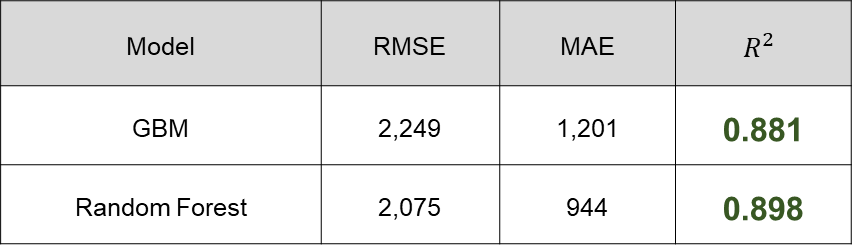 Model RMSE MAE R²
GBM 2,249 1,201 0.881
Random Forest 2,075 944 0.898